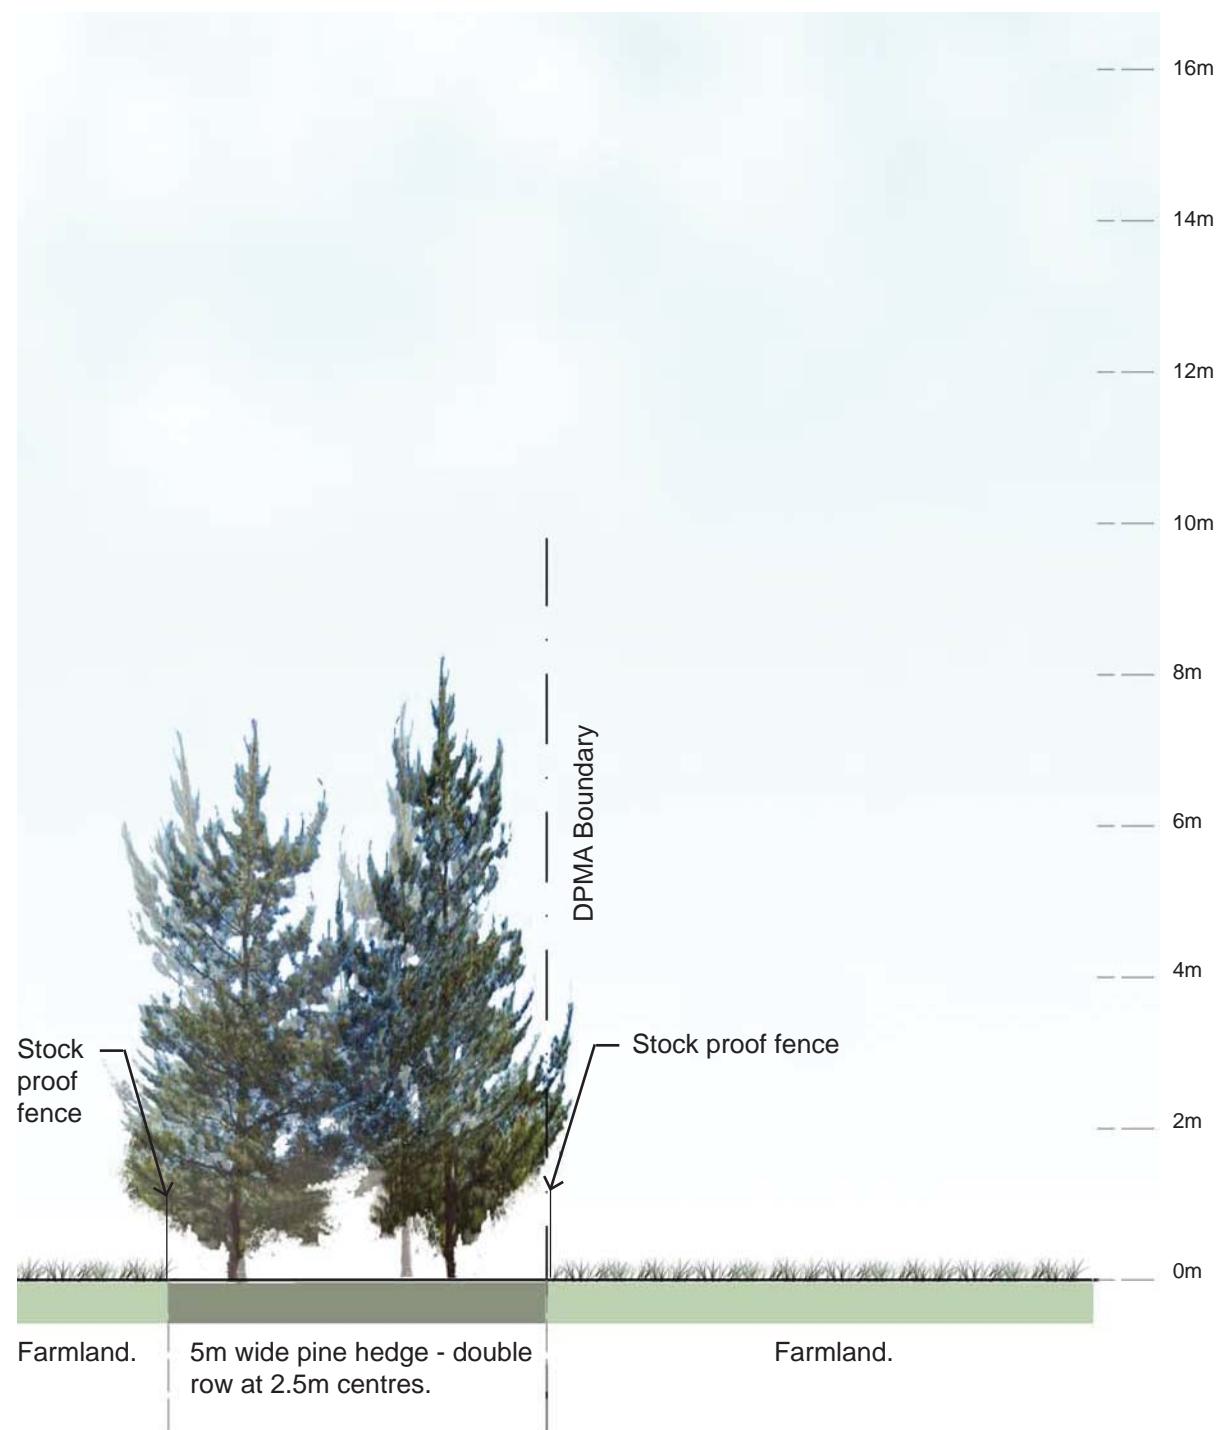 16m
14m
12m
10m
8m
6m
DPMA Boundary
4m
Stock
proof
fence
Stock proof fence
2m
0m
Farmland.
5m wide pine hedge - double
row at 2.5m centres.
Farmland.